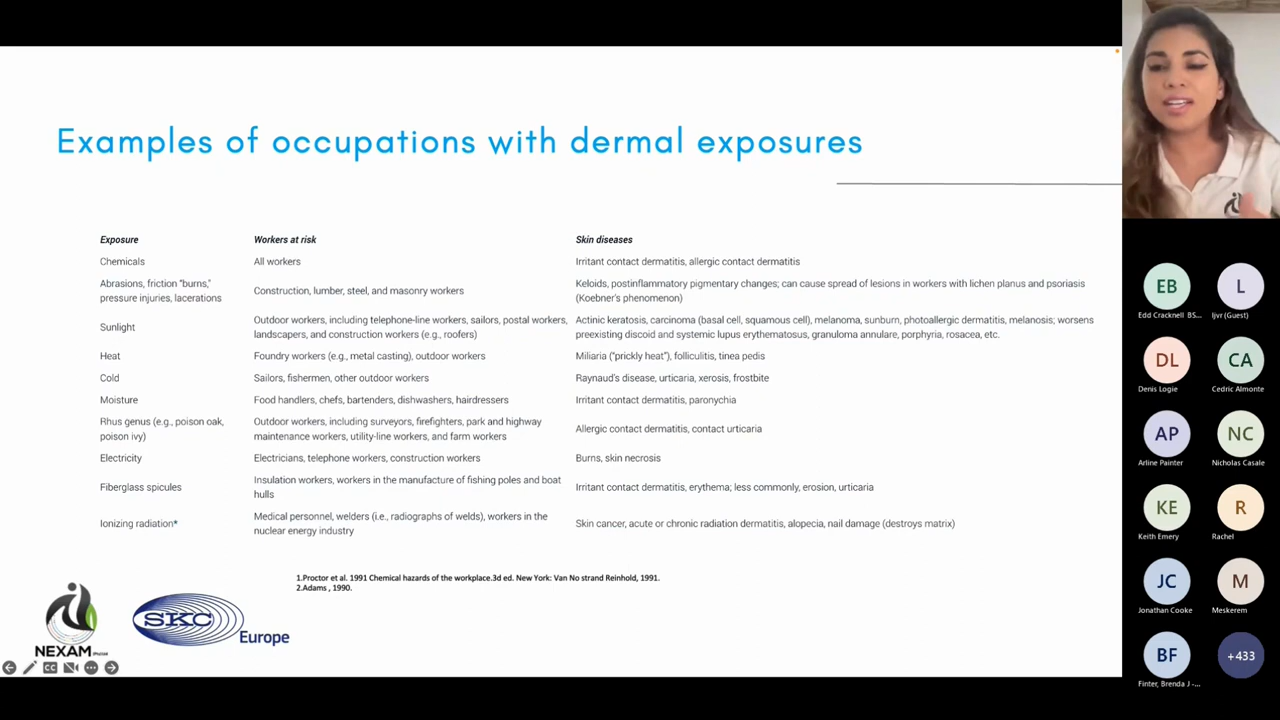 Examples of occupations with dermal exposures
Exposure Workers at risk Skin diseases
Chemicals All workers Irritant contact dermatitis, allergic contact dermatitis
Abrasions, friction "burns," pressure injuries, lacerations Construction, lumber, steel, and masonry workers Keloids, postinflammatory pigmentary changes; can cause spread of lesions in workers with lichen planus and psoriasis (Koebner's phenomenon)
Sunlight Outdoor workers, including telephone-line workers, sailors, postal workers, landscapers, and construction workers (e.g., roofers) Actinic keratosis, carcinoma (basal cell, squamous cell), melanoma, sunburn, photoallergic dermatitis, melanosis; worsens preexisting discoid and systemic lupus erythematosus, granuloma annulare, porphyria, rosacea, etc.
Heat Foundry workers (e.g., metal casting), outdoor workers Miliaria ("prickly heat"), folliculitis, tinea pedis
Cold Sailors, fishermen, other outdoor workers Raynaud's disease, urticaria, xerosis, frostbite
Moisture Food handlers, chefs, bartenders, dishwashers, hairdressers Irritant contact dermatitis, paronychia
Rhus genus (e.g., poison oak, poison ivy) Outdoor workers, including surveyors, firefighters, park and highway maintenance workers, utility-line workers, and farm workers Allergic contact dermatitis, contact urticaria
Electricity Electricians, telephone workers, construction workers Burns, skin necrosis
Fiberglass spicules Insulation workers, workers in the manufacture of fishing poles and boat hulls Irritant contact dermatitis, erythema; less commonly, erosion, urticaria
Ionizing radiation* Medical personnel, welders (i.e., radiographs of welds), workers in the nuclear energy industry Skin cancer, acute or chronic radiation dermatitis, alopecia, nail damage (destroys matrix)
1.Proctor et al. 1991 Chemical hazards of the workplace.3d ed. New York: Van No strand Reinhold, 1991.
2.Adams , 1990.
NEXAM
SKC Europe
CC
EB
Edd Cracknell BS...
L
ljvr (Guest)
DL
Denis Logie
CA
Cedric Almonte
AP
Arline Painter
NC
Nicholas Casale
KE
Keith Emery
R
Rachel
JC
Jonathan Cooke
M
Meskerem
BF
Finter, Brenda J -...
+433